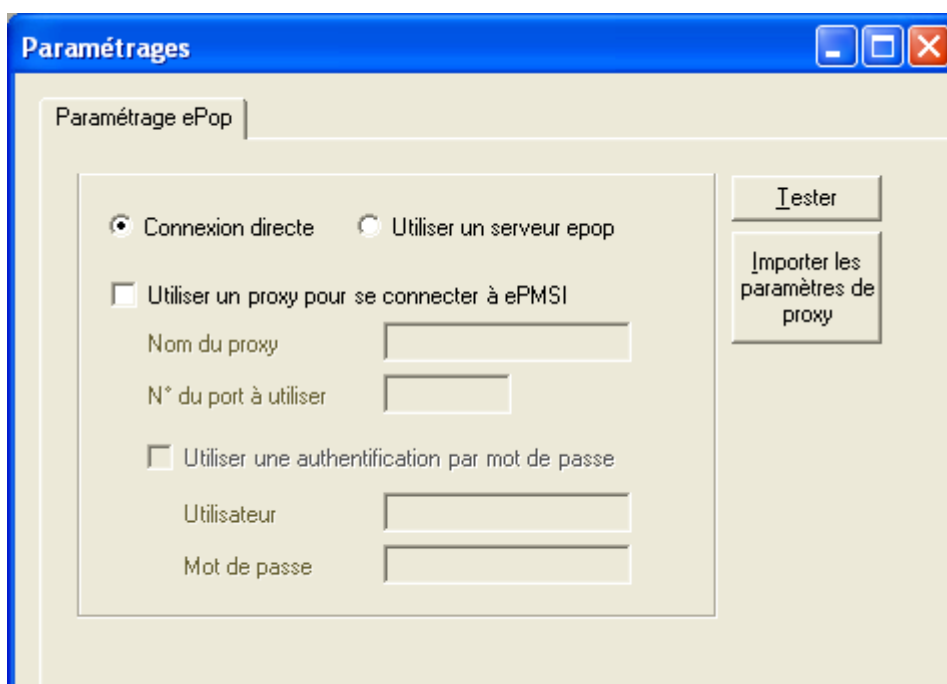 Paramétrages
Paramétrage ePop
Connexion directe
Utiliser un serveur epop
Tester
Utiliser un proxy pour se connecter à ePMSI
Importer les
paramètres de
proxy
Nom du proxy
N° du port à utiliser
Utiliser une authentification par mot de passe
Utilisateur
Mot de passe